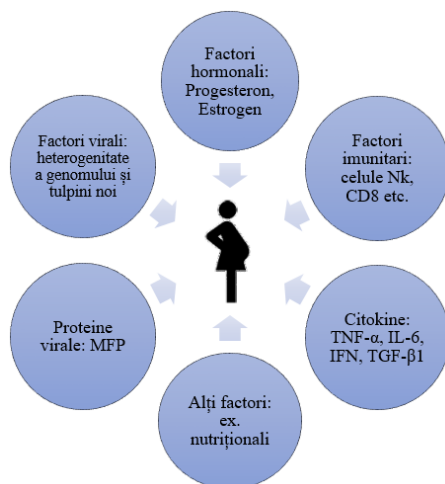 Factori
hormonali:
Progesteron,
Estrogen
Factori
imunitari:
celule Nk,
CD8 etc.
Citokine:
TNF-α, IL-6,
IFN, TGF-β1
Alți factori:
ex.
nutriționali
Proteine
virale: MFP
Factori virali:
heterogenitate
a genomului și
tulpini noi